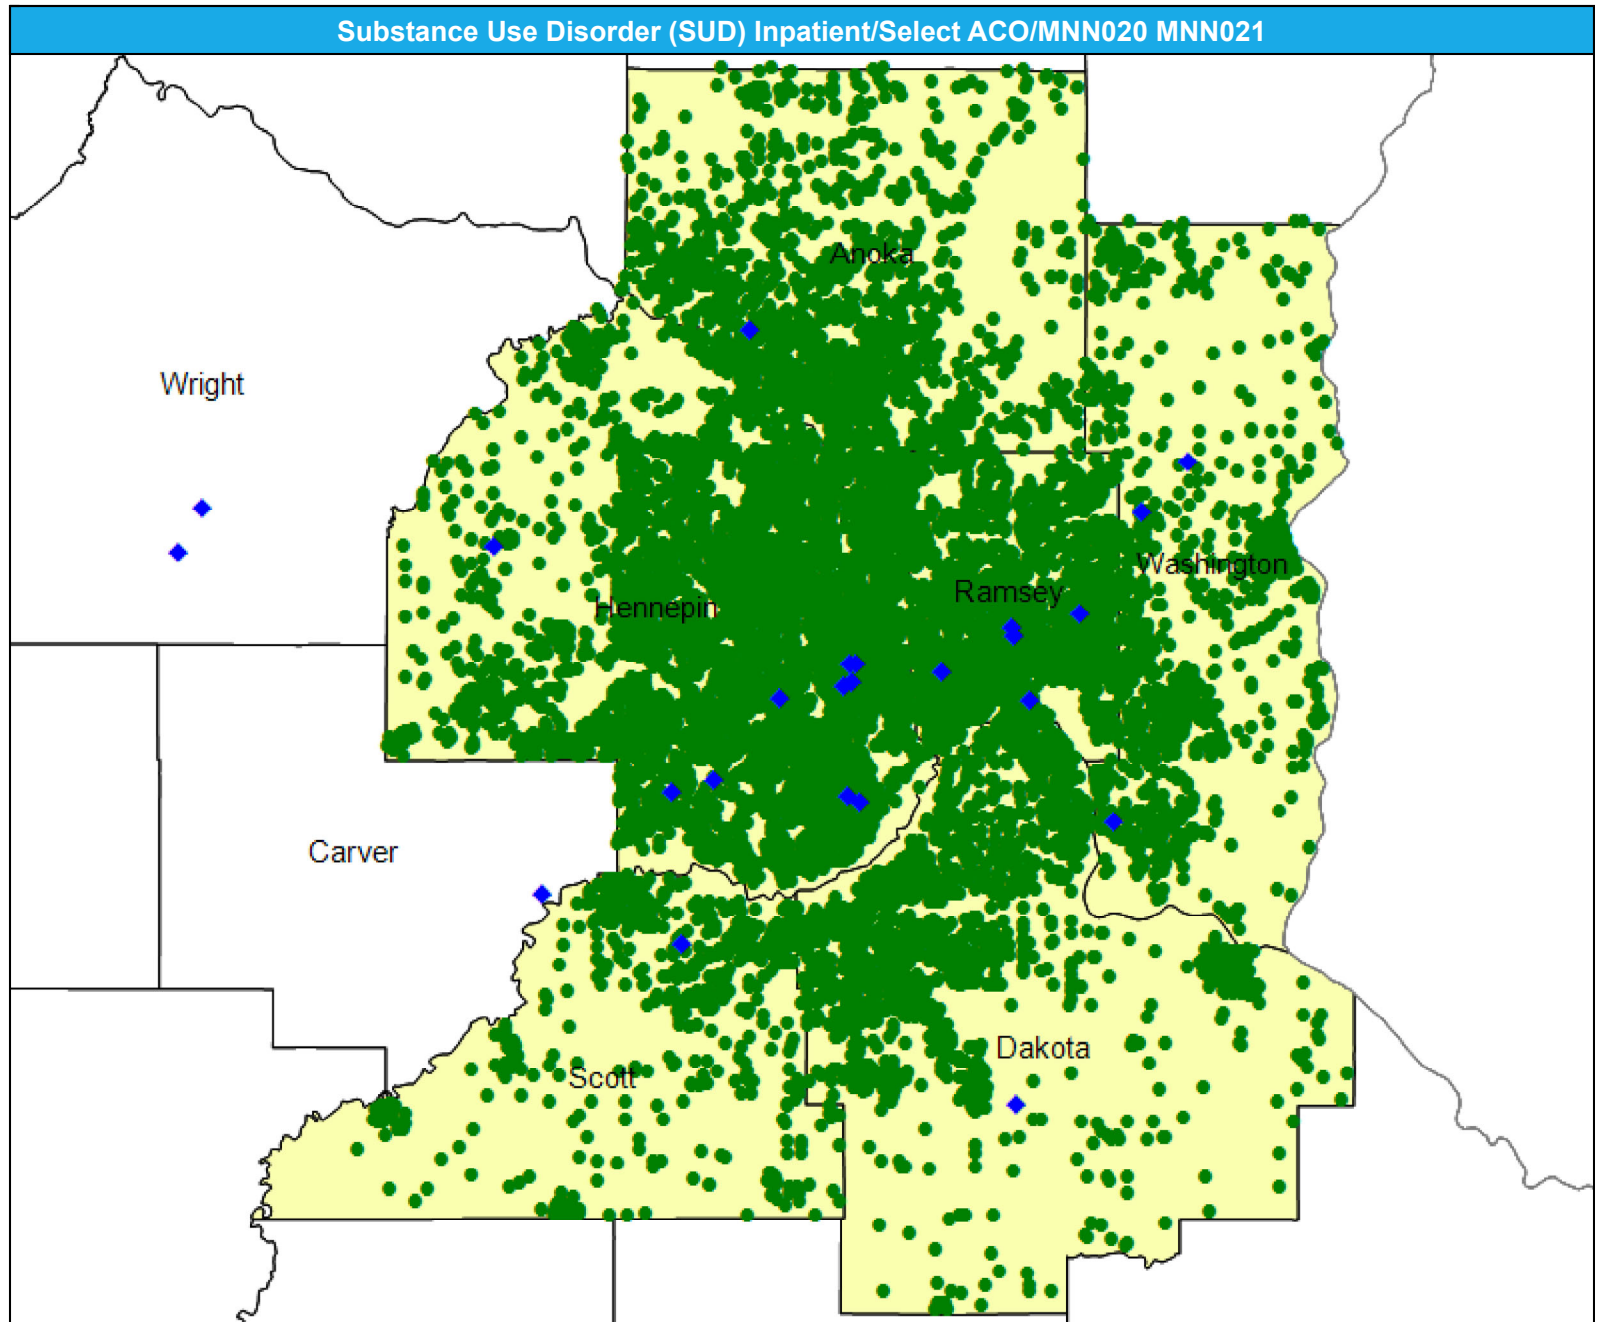 Substance Use Disorder (SUD) Inpatient/Select ACO/MNN020 MNN021
Anoka
Wright
Washington
Ramsey
Hennepin
Carver
Dakota
Scott